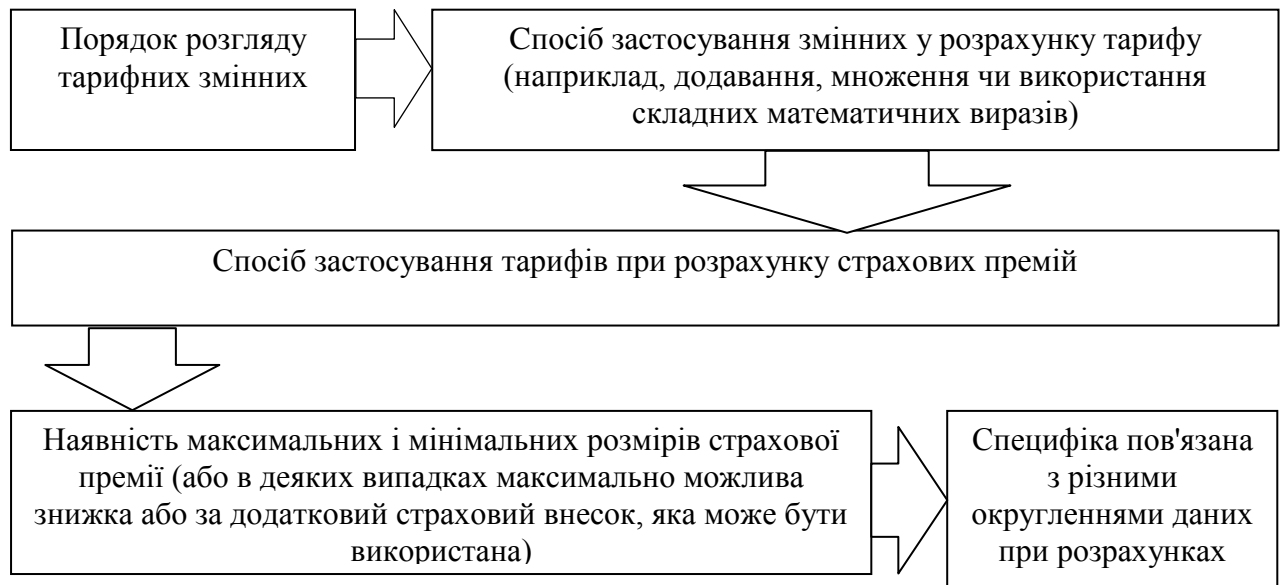 Порядок розгляду
тарифних змінних
Спосіб застосування змінних у розрахунку тарифу
(наприклад, додавання, множення чи використання
складних математичних виразів)
Спосіб застосування тарифів при розрахунку страхових премій
Наявність максимальних і мінімальних розмірів страхової
премії (або в деяких випадках максимально можлива
знижка або за додатковий страховий внесок, яка може бути
використана)
Специфіка пов'язана
з різними
округленнями даних
при розрахунках